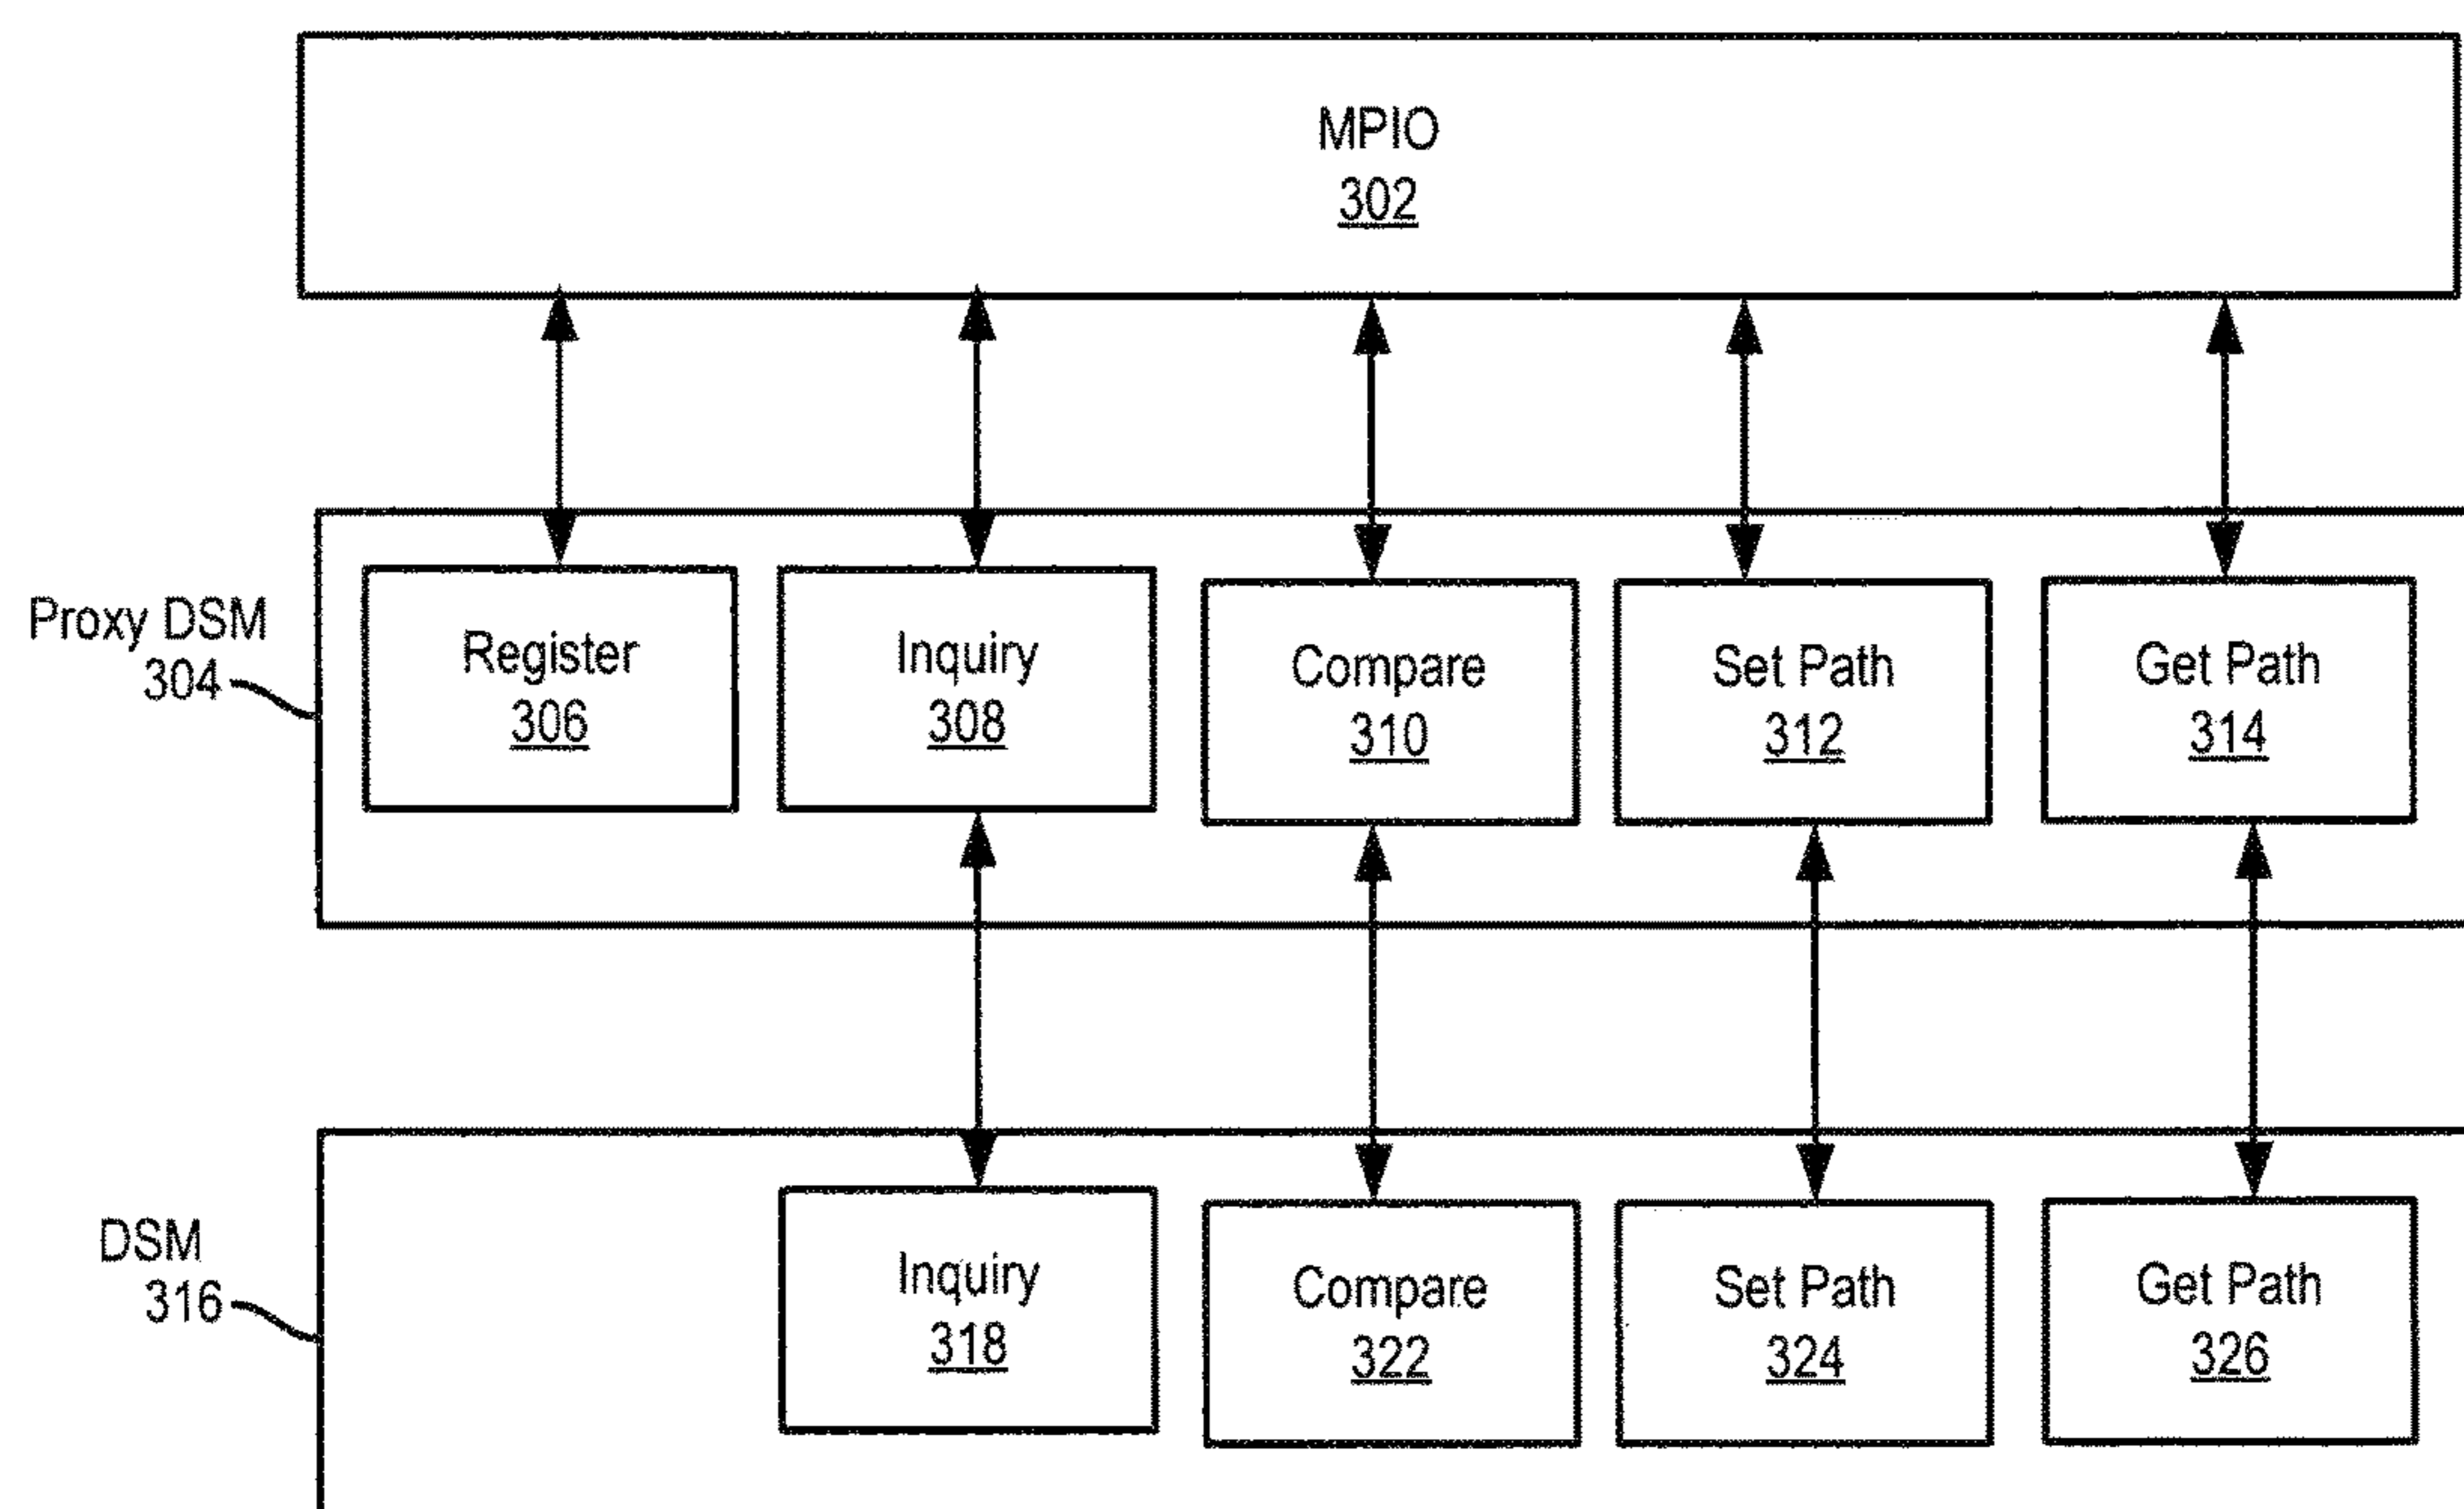 MPIO
302
Proxy DSM
304
Register
306
Inquiry
308
Compare
310
Set Path
312
Get Path
314
DSM
316
Inquiry
318
Compare
322
Set Path
324
Get Path
326